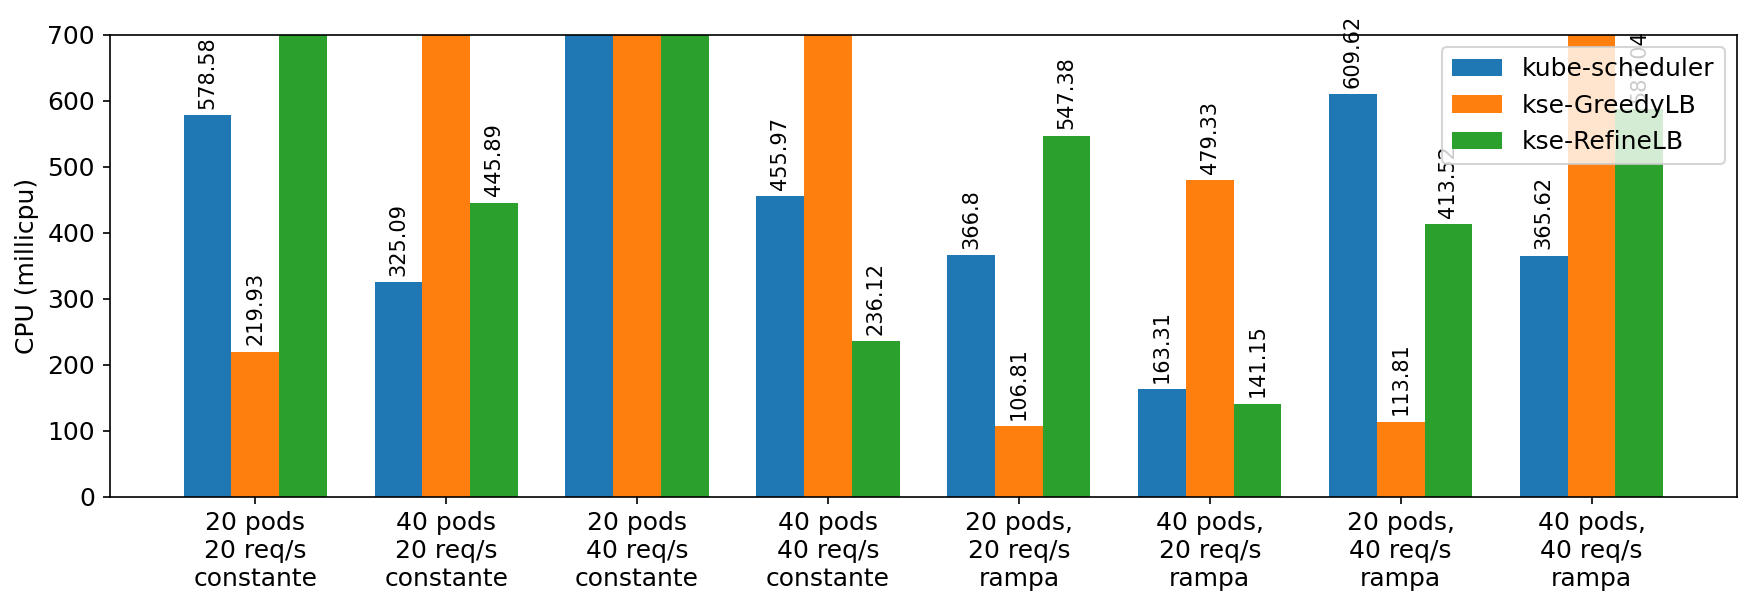 CPU (millicpu)
700
600
500
400
300
200
100
0
578.58
219.93
325.09
445.89
455.97
236.12
366.8
106.81
547.38
163.31
479.33
141.15
609.62
113.81
413.52
365.62
kube-scheduler
kse-GreedyLB
kse-RefineLB
20 pods
20 req/s
constante
40 pods
20 req/s
constante
20 pods
40 req/s
constante
40 pods
40 req/s
constante
20 pods,
20 req/s
rampa
40 pods,
20 req/s
rampa
20 pods,
40 req/s
rampa
40 pods,
40 req/s
rampa